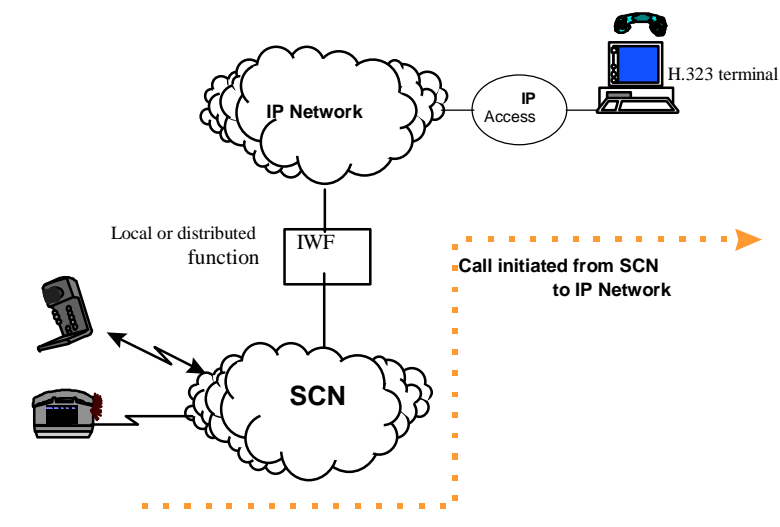 H.323 terminal
IP
Access
IP Network
Local or distributed
function
IWF
Call initiated from SCN
to IP Network
SCN